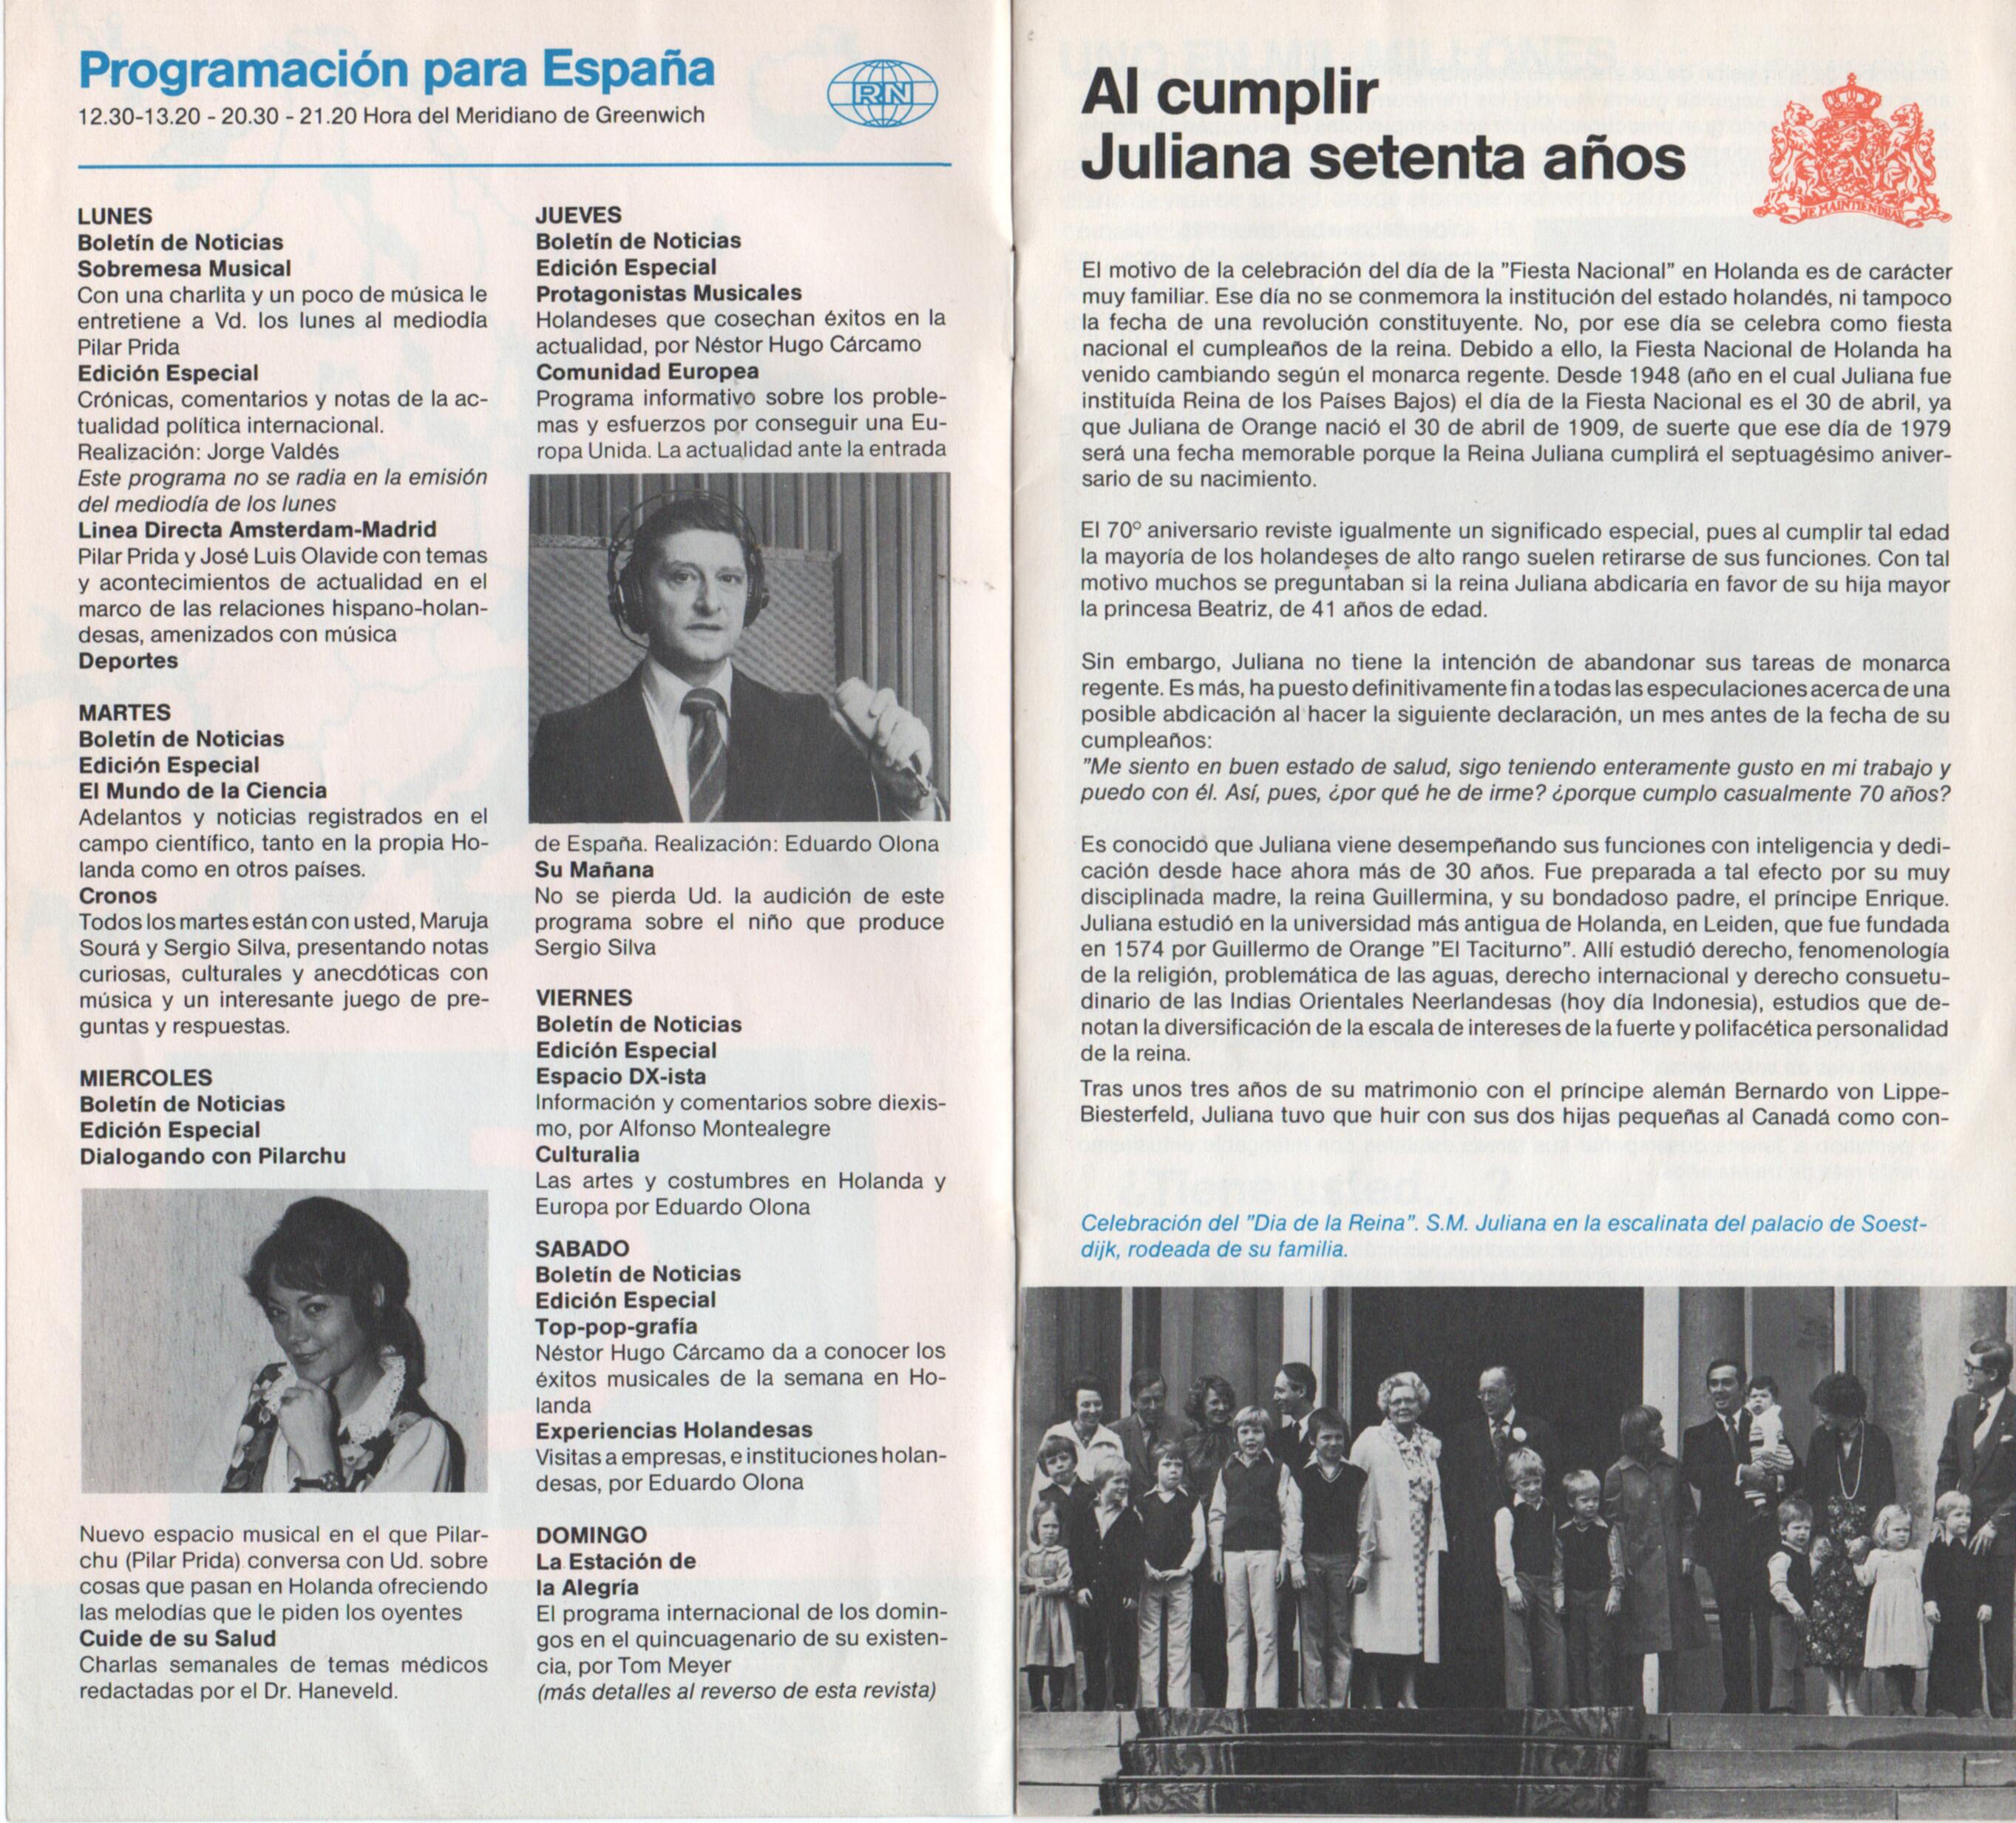 Programación para España
12.30-13.20 - 20.30 - 21.20 Hora del Meridiano de Greenwich
RN
LUNES
Boletín de Noticias
Sobremesa Musical
Con una charlita y un poco de música le
entretiene a Vd. los lunes al mediodía
Pilar Prida
Edición Especial
Crónicas, comentarios y notas de la ac-
tualidad política internacional.
Realización: Jorge Valdés
Este programa no se radia en la emisión
del mediodía de los lunes
Linea Directa Amsterdam-Madrid
Pilar Prida y José Luis Olavide con temas
y acontecimientos de actualidad en el
marco de las relaciones hispano-holan-
desas, amenizados con música
Deportes
MARTES
Boletín de Noticias
Edición Especial
El Mundo de la Ciencia
Adelantos y noticias registrados en el
campo científico, tanto en la propia Ho-
landa como en otros países.
Cronos
Todos los martes están con usted, Maruja
Sourá y Sergio Silva, presentando notas
curiosas, culturales y anecdóticas con
música y un interesante juego de pre-
guntas y respuestas.
MIERCOLES
Boletín de Noticias
Edición Especial
Dialogando con Pilarchu
Nuevo espacio musical en el que Pilar-
chu (Pilar Prida) conversa con Ud. sobre
cosas que pasan en Holanda ofreciendo
las melodías que le piden los oyentes
Cuide de su Salud
Charlas semanales de temas médicos
redactadas por el Dr. Haneveld.
JUEVES
Boletín de Noticias
Edición Especial
Protagonistas Musicales
Holandeses que cosechan éxitos en la
actualidad, por Néstor Hugo Cárcamo
Comunidad Europea
Programa informativo sobre los proble-
mas y esfuerzos por conseguir una Eu-
ropa Unida. La actualidad ante la entrada
de España. Realización: Eduardo Olona
Su Mañana
No se pierda Ud. la audición de este
programa sobre el niño que produce
Sergio Silva
VIERNES
Boletín de Noticias
Edición Especial
Espacio DX-ista
Información y comentarios sobre diexis-
mo, por Alfonso Montealegre
Culturalia
Las artes y costumbres en Holanda y
Europa por Eduardo Olona
SABADO
Boletín de Noticias
Edición Especial
Top-pop-grafía
Néstor Hugo Cárcamo da a conocer los
éxitos musicales de la semana en Ho-
landa
Experiencias Holandesas
Visitas a empresas, e instituciones holan-
desas, por Eduardo Olona
DOMINGO
La Estación de
la Alegría
El programa internacional de los domin-
gos en el quincuagenario de su existen-
cia, por Tom Meyer
(más detalles al reverso de esta revista)
Al cumplir
Juliana setenta años
JE MAINTIENDRAI
El motivo de la celebración del día de la "Fiesta Nacional" en Holanda es de carácter
muy familiar. Ese día no se conmemora la institución del estado holandés, ni tampoco
la fecha de una revolución constituyente. No, por ese día se celebra como fiesta
nacional el cumpleaños de la reina. Debido a ello, la Fiesta Nacional de Holanda ha
venido cambiando según el monarca regente. Desde 1948 (año en el cual Juliana fue
instituída Reina de los Países Bajos) el día de la Fiesta Nacional es el 30 de abril, ya
que Juliana de Orange nació el 30 de abril de 1909, de suerte que ese día de 1979
será una fecha memorable porque la Reina Juliana cumplirá el septuagésimo aniver-
sario de su nacimiento.
El 70º aniversario reviste igualmente un significado especial, pues al cumplir tal edad
la mayoría de los holandeses de alto rango suelen retirarse de sus funciones. Con tal
motivo muchos se preguntaban si la reina Juliana abdicaría en favor de su hija mayor
la princesa Beatriz, de 41 años de edad.
Sin embargo, Juliana no tiene la intención de abandonar sus tareas de monarca
regente. Es más, ha puesto definitivamente fin a todas las especulaciones acerca de una
posible abdicación al hacer la siguiente declaración, un mes antes de la fecha de su
cumpleaños:
"Me siento en buen estado de salud, sigo teniendo enteramente gusto en mi trabajo y
puedo con él. Así, pues, ¿por qué he de irme? ¿porque cumplo casualmente 70 años?
Es conocido que Juliana viene desempeñando sus funciones con inteligencia y dedi-
cación desde hace ahora más de 30 años. Fue preparada a tal efecto por su muy
disciplinada madre, la reina Guillermina, y su bondadoso padre, el príncipe Enrique.
Juliana estudió en la universidad más antigua de Holanda, en Leiden, que fue fundada
en 1574 por Guillermo de Orange "El Taciturno". Allí estudió derecho, fenomenología
de la religión, problemática de las aguas, derecho internacional y derecho consuetu-
dinario de las Indias Orientales Neerlandesas (hoy día Indonesia), estudios que de-
notan la diversificación de la escala de intereses de la fuerte y polifacética personalidad
de la reina.
Tras unos tres años de su matrimonio con el príncipe alemán Bernardo von Lippe-
Biesterfeld, Juliana tuvo que huir con sus dos hijas pequeñas al Canadá como con-
Celebración del "Dia de la Reina". S.M. Juliana en la escalinata del palacio de Soest-
dijk, rodeada de su familia.